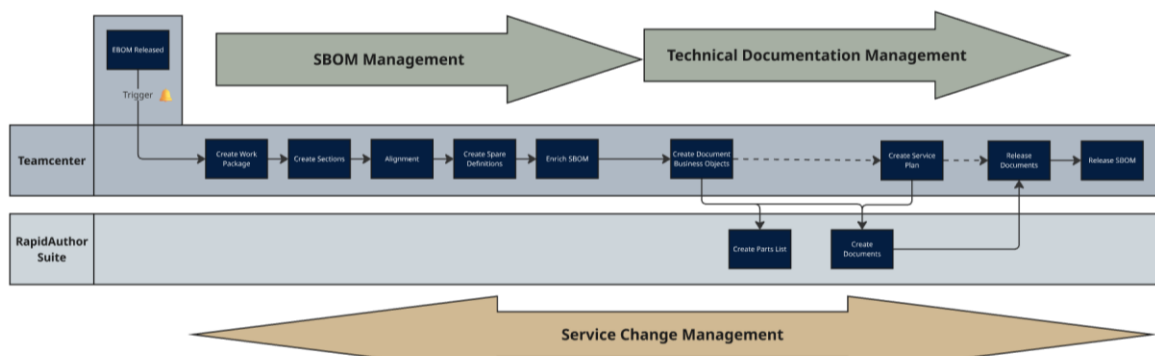 EBOM Released
SBOM Management
Technical Documentation Management
Trigger
Teamcenter
Create Work
Package
Create Sections
Alignment
Create Spare
Definitions
Enrich SBOM
Create Document
Business Objects
Create Service
Plan
Release
Documents
Release SBOM
RapidAuthor
Suite
Create Parts List
Create
Documents
Service Change Management